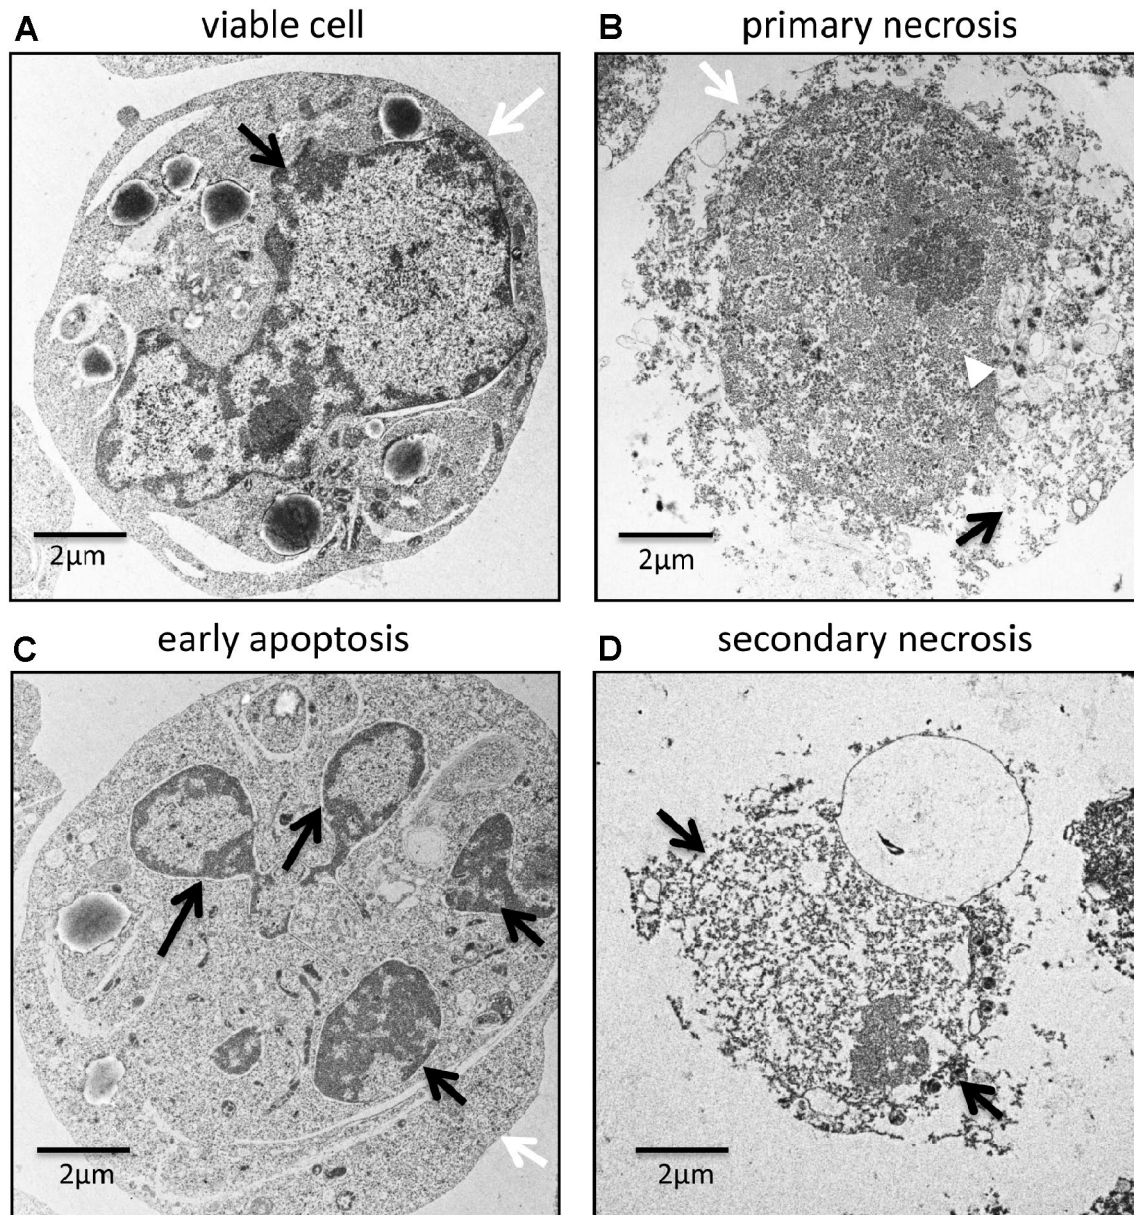 A viable cell
B primary necrosis
2µm
2µm
C early apoptosis
D secondary necrosis
2µm
2µm